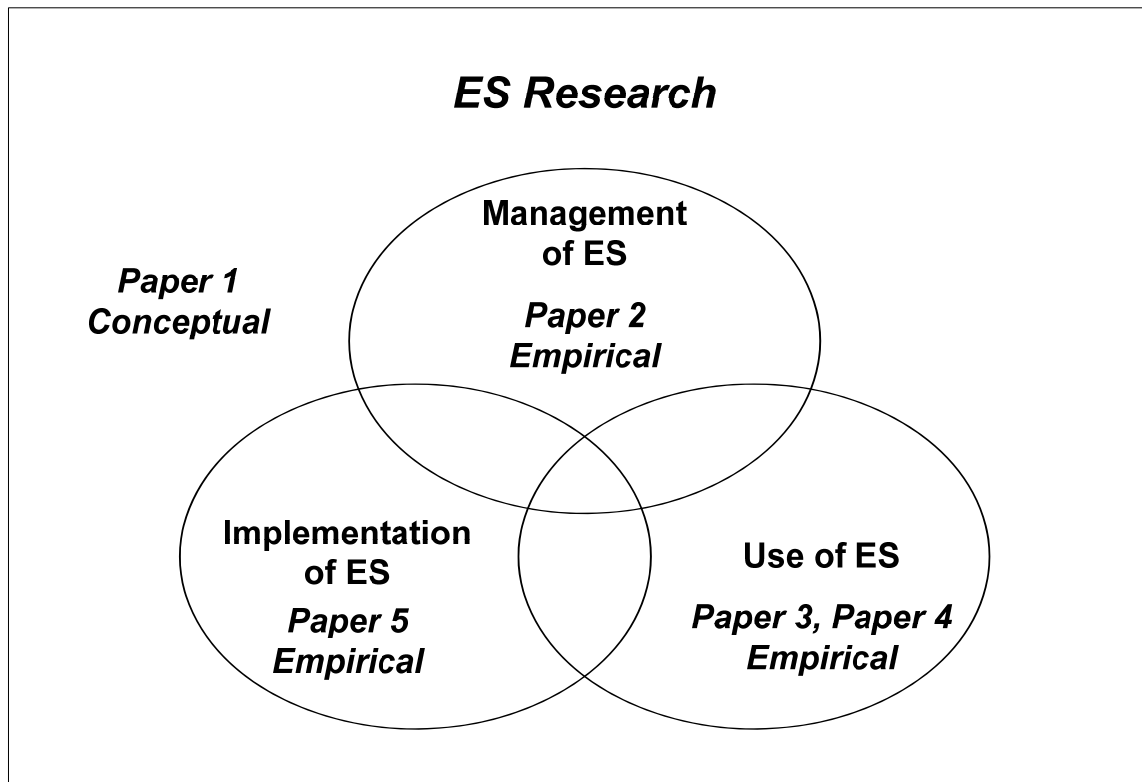 ES Research
Management
of ES
Paper 1
Conceptual
Paper 2
Empirical
Implementation
of ES
Paper 5
Empirical
Use of ES
Paper 3, Paper 4
Empirical